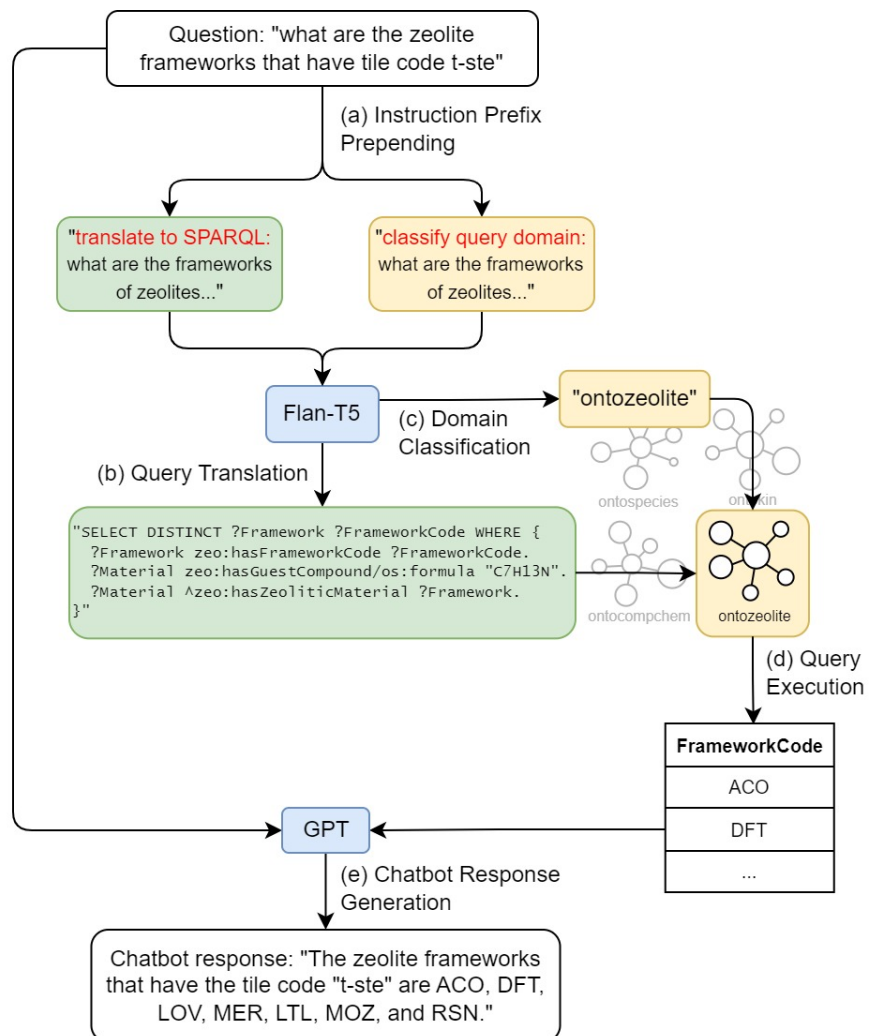 Question: "what are the zeolite
frameworks that have tile code t-ste"
(a) Instruction Prefix
Prepending
"translate to SPARQL:
what are the frameworks
of zeolites..."
"classify query domain:
what are the frameworks
of zeolites..."
Flan-T5
(c) Domain
Classification
"ontozeolite"
(b) Query Translation
ontospecies
"SELECT DISTINCT ?Framework ?FrameworkCode WHERE {
?Framework zeo:hasFrameworkCode ?FrameworkCode.
?Material zeo:hasGuestCompound/os:formula "C7H13N".
?Material ^zeo:hasZeoliticMaterial ?Framework.
}"
ontocompchem
ontozeolite
(d) Query
Execution
FrameworkCode
ACO
DFT
...
GPT
(e) Chatbot Response
Generation
Chatbot response: "The zeolite frameworks
that have the tile code "t-ste" are ACO, DFT,
LOV, MER, LTL, MOZ, and RSN."